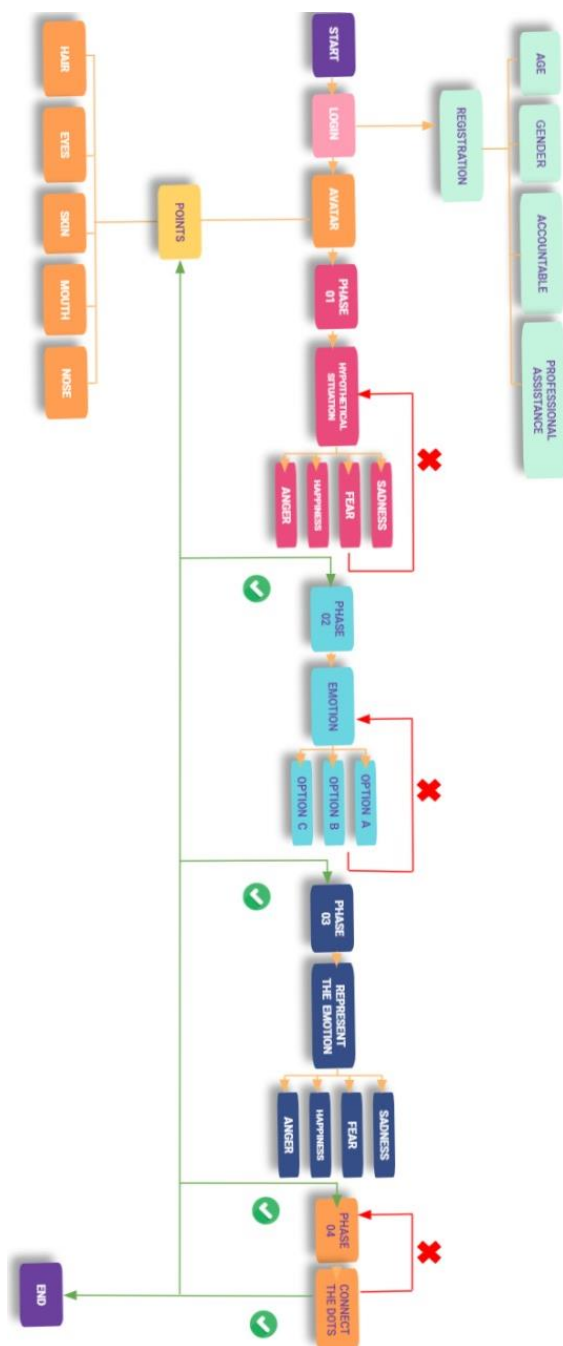 AGE
GENDER
ACCOUNTABLE
PROFESSIONAL
ASSISTANCE
REGISTRATION
START
LOGIN
AVATAR
PHASE
01
HYPOTHETICAL
SITUATION
SADNESS
FEAR
HAPPINESS
ANGER
PHASE
02
EMOTION
OPTION A
OPTION B
OPTION C
PHASE
03
REPRESENT
THE EMOTION
SADNESS
FEAR
HAPPINESS
ANGER
PHASE
04
CONNECT
THE DOTS
POINTS
HAIR
EYES
SKIN
MOUTH
NOSE
END